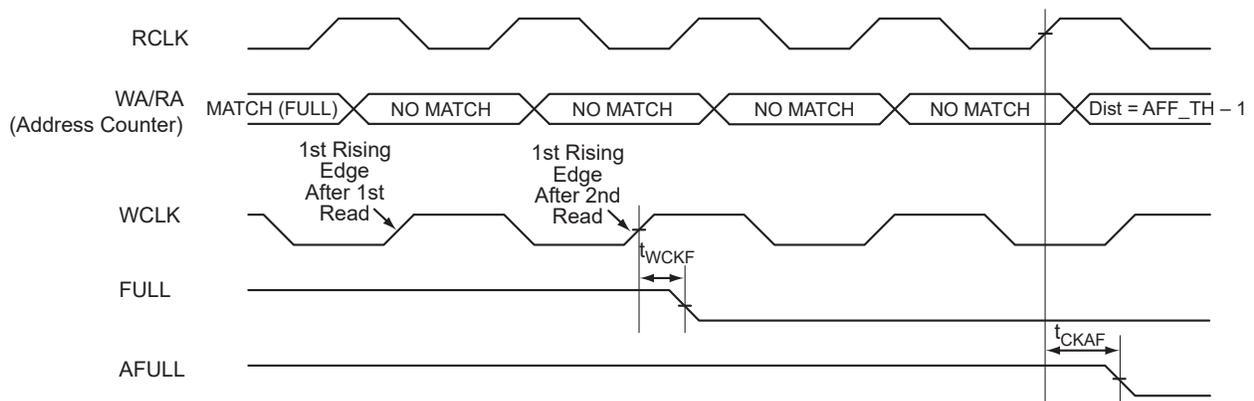 RCLK
WA/RA
(Address Counter)
MATCH (FULL)
NO MATCH
NO MATCH
NO MATCH
NO MATCH
Dist = AFF_TH – 1
1st Rising
Edge
After 1st
Read
1st Rising
Edge
After 2nd
Read
WCLK
tWCKF
FULL
tCKAF
AFULL